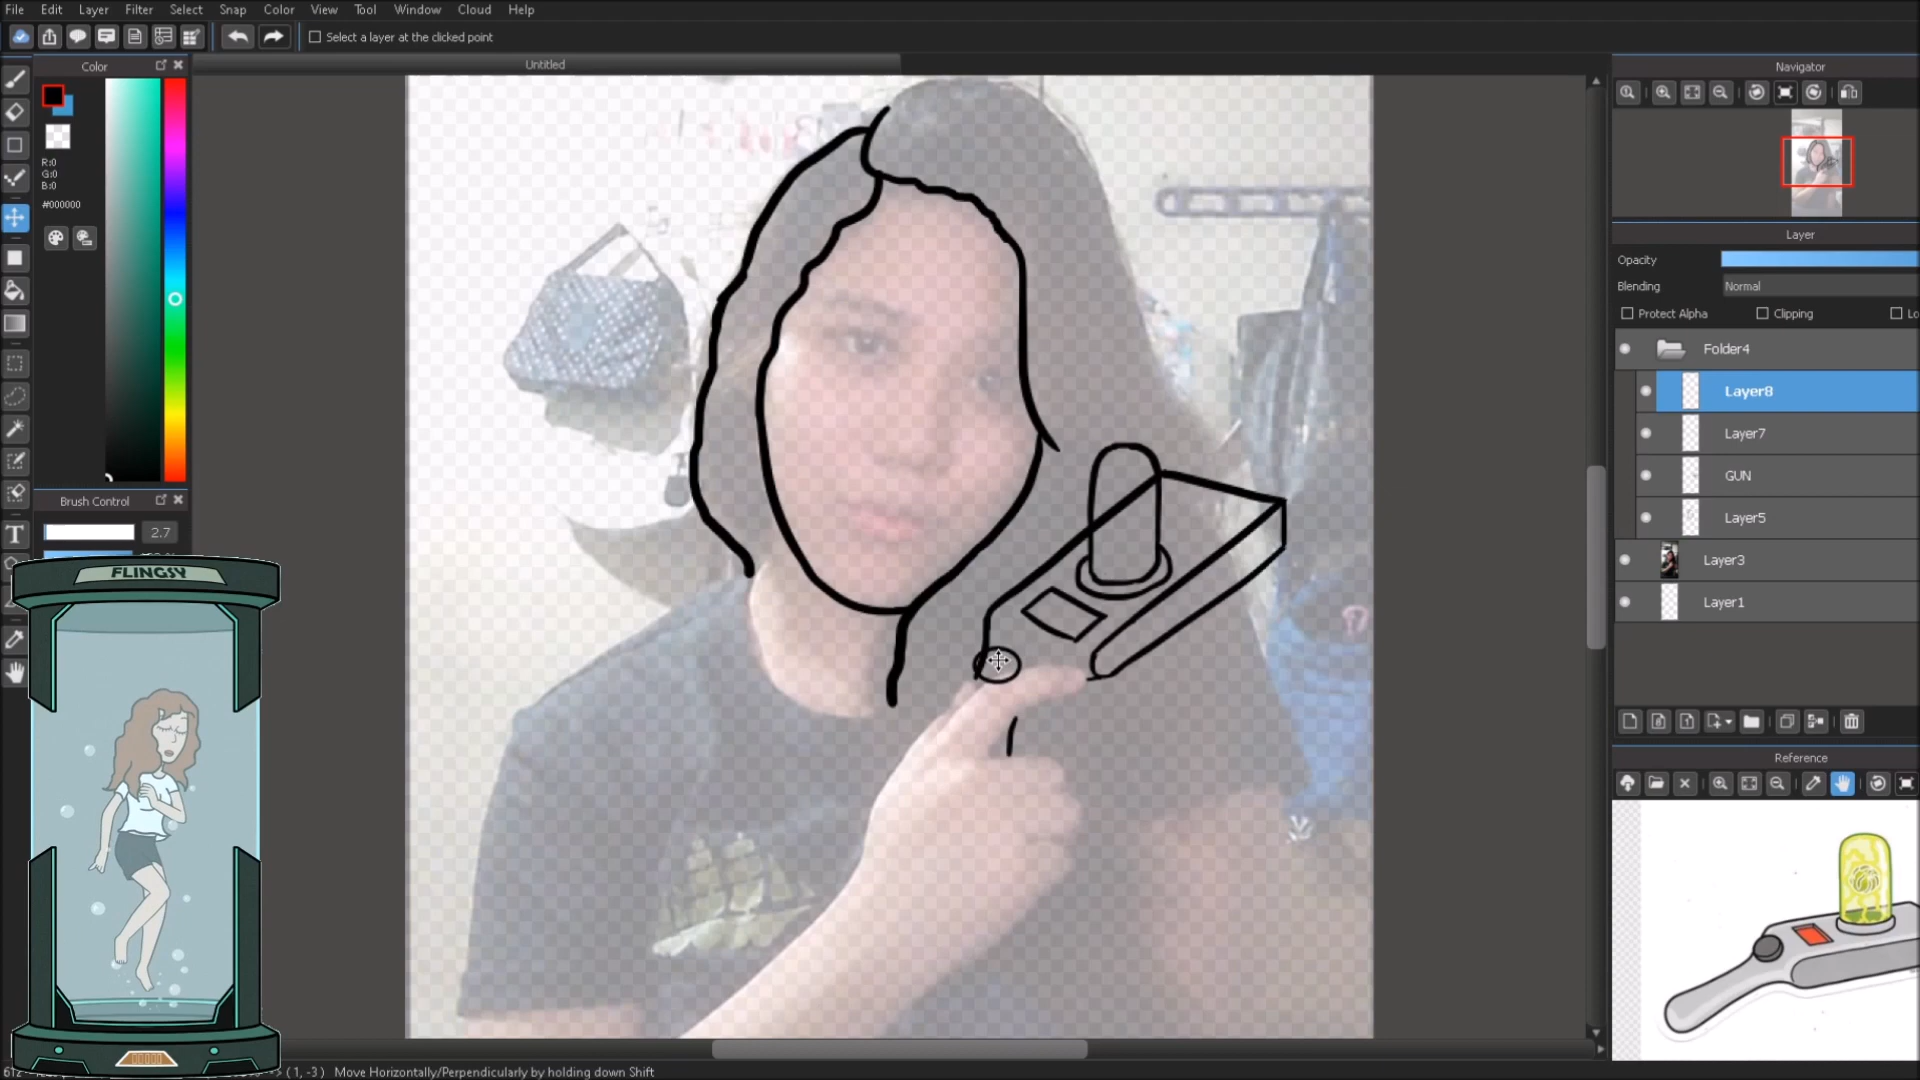 File Edit Layer Filter Select Snap Color View Tool Window Cloud Help
Select a layer at the clicked point
Color
Untitled
Navigator
R:0
G:0
B:0
#000000
Layer
Opacity
Blending Normal
Protect Alpha Clipping Lo
Folder4
Layer8
Layer7
GUN
Layer5
Layer3
Layer1
Brush Control
2.7
T
FLINGSY
Reference
( 1, -3 ) Move Horizontally/Perpendicularly by holding down Shift